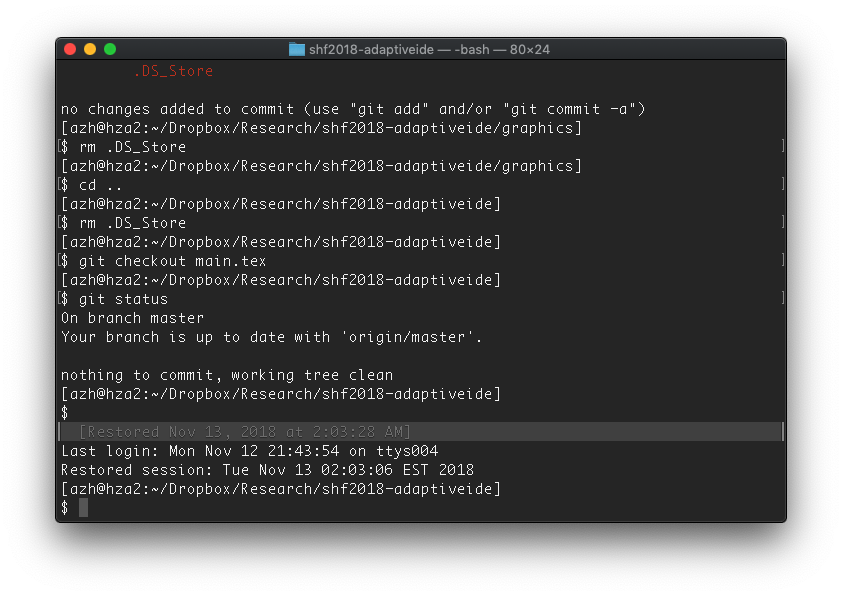 shf2018-adaptiveide — -bash — 80×24
.DS_Store
no changes added to commit (use "git add" and/or "git commit -a")
[azh@hza2:~/Dropbox/Research/shf2018-adaptiveide/graphics]
[$ rm .DS_Store ]
[azh@hza2:~/Dropbox/Research/shf2018-adaptiveide/graphics]
[$ cd .. ]
[azh@hza2:~/Dropbox/Research/shf2018-adaptiveide]
[$ rm .DS_Store ]
[azh@hza2:~/Dropbox/Research/shf2018-adaptiveide]
[$ git checkout main.tex ]
[azh@hza2:~/Dropbox/Research/shf2018-adaptiveide]
[$ git status ]
On branch master
Your branch is up to date with 'origin/master'.
nothing to commit, working tree clean
[azh@hza2:~/Dropbox/Research/shf2018-adaptiveide]
$
[Restored Nov 13, 2018 at 2:03:28 AM]
Last login: Mon Nov 12 21:43:54 on ttys004
Restored session: Tue Nov 13 02:03:06 EST 2018
[azh@hza2:~/Dropbox/Research/shf2018-adaptiveide]
$